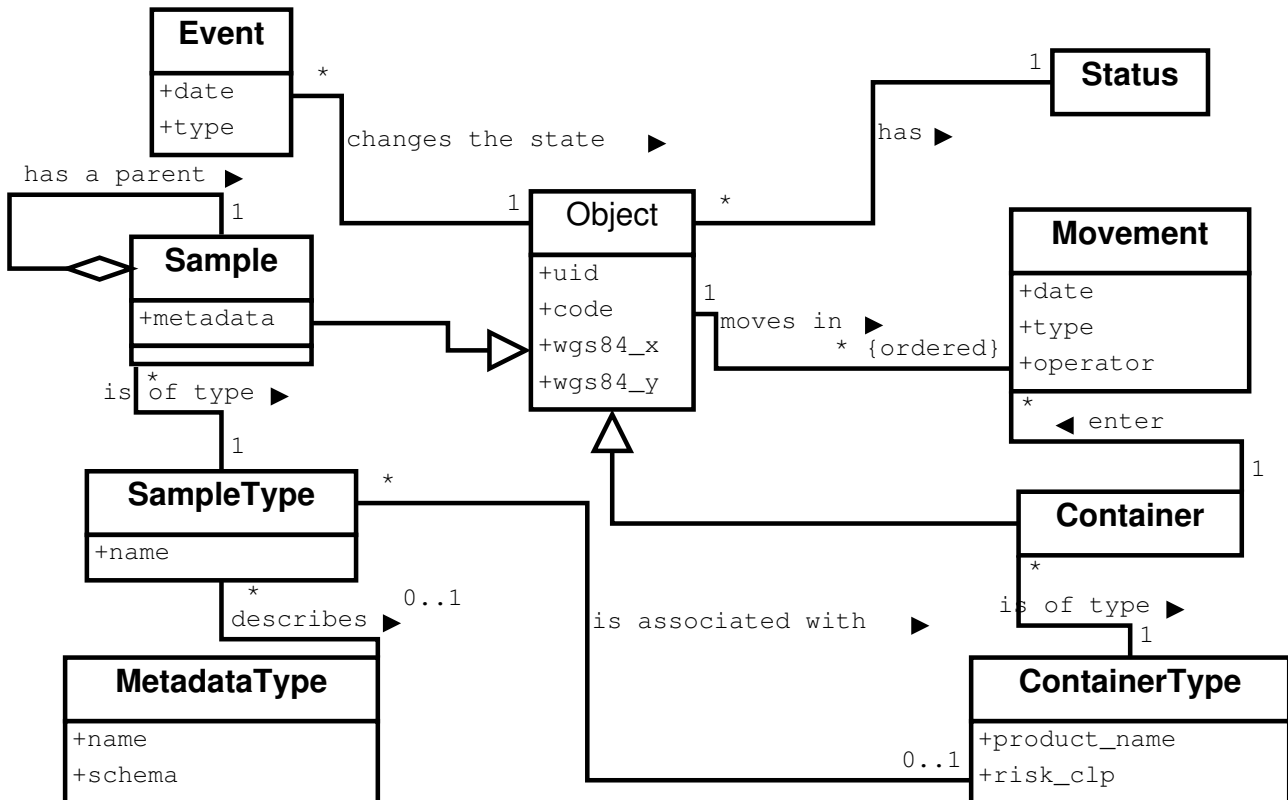 Event
+date
+type
*
changes the state ►
1
Status
1
has ►
*
has a parent ►
1
Sample
+metadata
Object
+uid
+code
+wgs84_x
+wgs84_y
1
moves in ►
* {ordered}
Movement
+date
+type
+operator
*
◄ enter
1
Container
*
is of type ►
1
SampleType
+name
*
is of type ►
1
ContainerType
+product_name
+risk_clp
*
describes ►
0..1
MetadataType
+name
+schema
*
is associated with ►
0..1